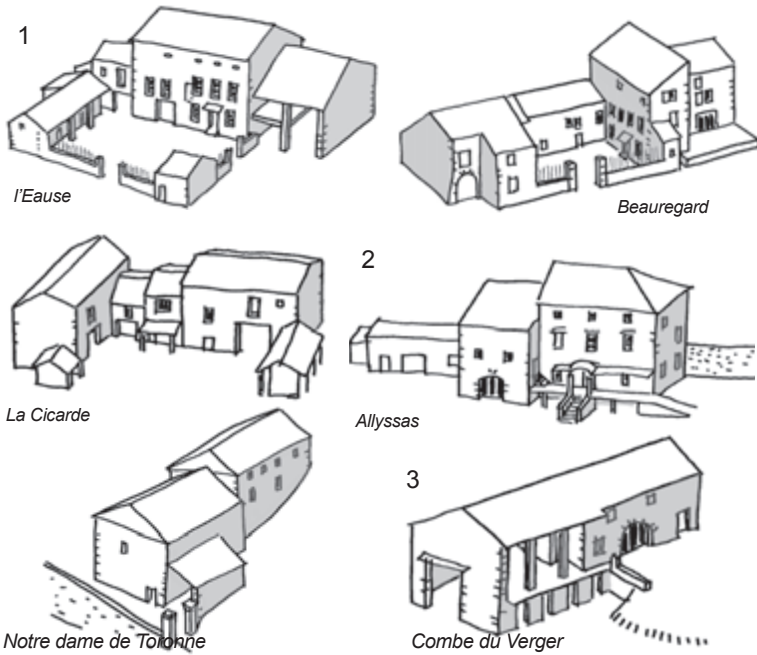 1
l'Eause
Beauregard
2
La Cicarde
Allyssas
3
Notre dame de Toronne
Combe du Verger